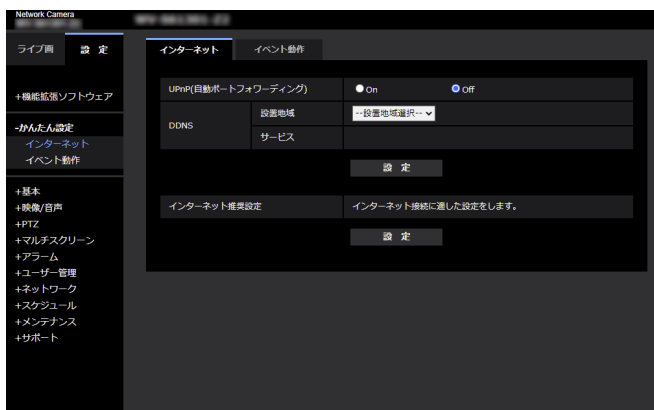 Network Camera
ライブ画
設 定
+機能拡張ソフトウェア
-かんたん設定
インターネット
イベント動作
+基本
+映像/音声
+PTZ
+マルチスクリーン
+アラーム
+ユーザー管理
+ネットワーク
+スケジュール
+メンテナンス
+サポート
インターネット
イベント動作
UPnP(自動ポートフォワーディング)
On
Off
DDNS
設置地域
--設置地域選択--
サービス
設 定
インターネット推奨設定
インターネット接続に適した設定をします。
設 定